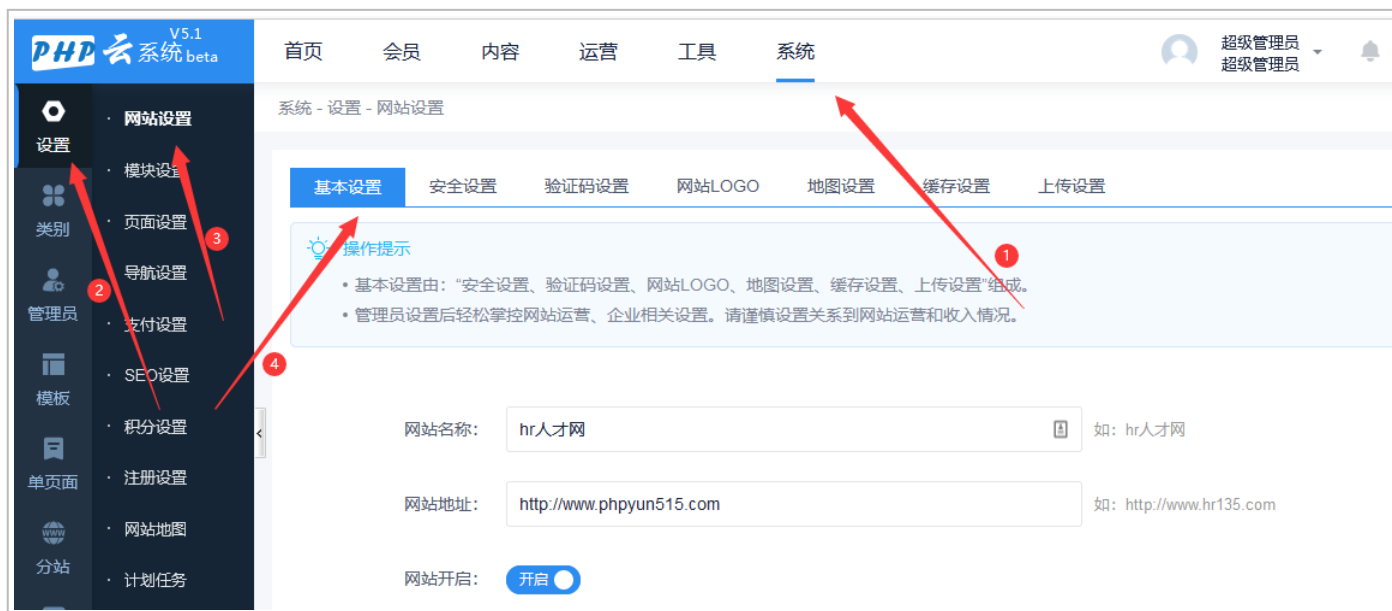 V5.1
PHP云系统 beta
首页 会员 内容 运营 工具 系统
超级管理员
超级管理员
设置
类别
管理员
模板
单页面
www
分站
· 网站设置
· 模块设置
· 页面设置
· 导航设置
· 支付设置
· SEO设置
· 积分设置
· 注册设置
· 网站地图
· 计划任务
系统 - 设置 - 网站设置
基本设置 安全设置 验证码设置 网站LOGO 地图设置 缓存设置 上传设置
操作提示
• 基本设置由：“安全设置、验证码设置、网站LOGO、地图设置、缓存设置、上传设置”组成。
• 管理员设置后轻松掌控网站运营、企业相关设置。请谨慎设置关系到网站运营和收入情况。
1
2
3
4
网站名称： hr人才网 如：hr人才网
网站地址： http://www.phpyun515.com 如：http://www.hr135.com
网站开启： 开启